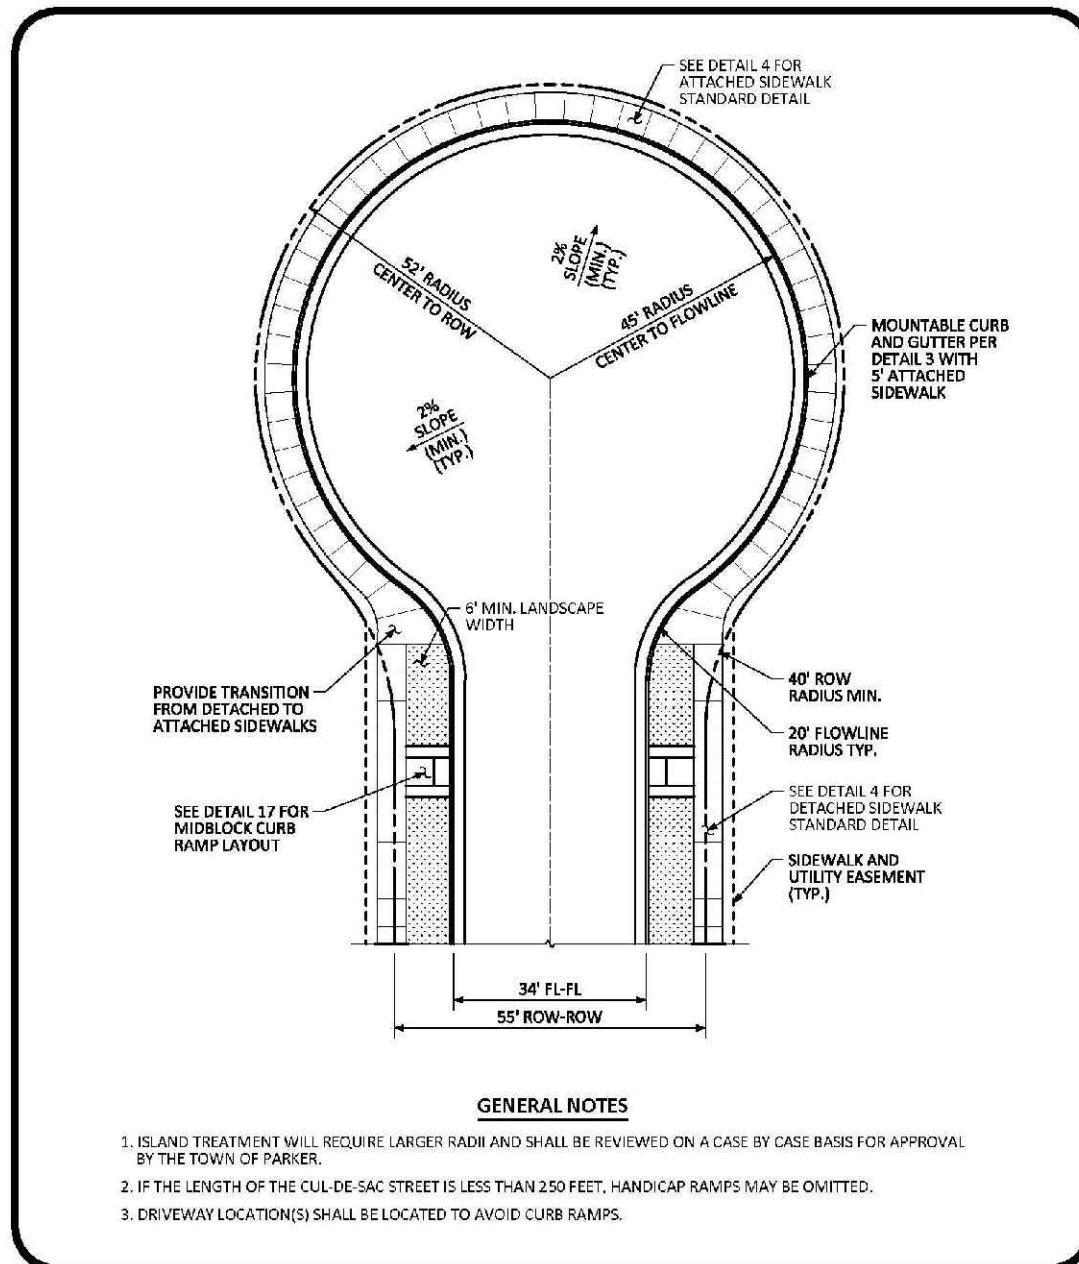 SEE DETAIL 4 FOR
ATTACHED SIDEWALK
STANDARD DETAIL
2%
SLOPE
(MIN.)
(TYP.)
52' RADIUS
CENTER TO ROW
45' RADIUS
CENTER TO FLOWLINE
MOUNTABLE CURB
AND GUTTER PER
DETAIL 3 WITH
5' ATTACHED
SIDEWALK
2%
SLOPE
(MIN.)
(TYP.)
6' MIN. LANDSCAPE
WIDTH
PROVIDE TRANSITION
FROM DETACHED TO
ATTACHED SIDEWALKS
40' ROW
RADIUS MIN.
20' FLOWLINE
RADIUS TYP.
SEE DETAIL 17 FOR
MIDBLOCK CURB
RAMP LAYOUT
SEE DETAIL 4 FOR
DETACHED SIDEWALK
STANDARD DETAIL
SIDEWALK AND
UTILITY EASEMENT
(TYP.)
34' FL-FL
55' ROW-ROW
GENERAL NOTES
1. ISLAND TREATMENT WILL REQUIRE LARGER RADII AND SHALL BE REVIEWED ON A CASE BY CASE BASIS FOR APPROVAL
BY THE TOWN OF PARKER.
2. IF THE LENGTH OF THE CUL-DE-SAC STREET IS LESS THAN 250 FEET, HANDICAP RAMPS MAY BE OMITTED.
3. DRIVEWAY LOCATION(S) SHALL BE LOCATED TO AVOID CURB RAMPS.